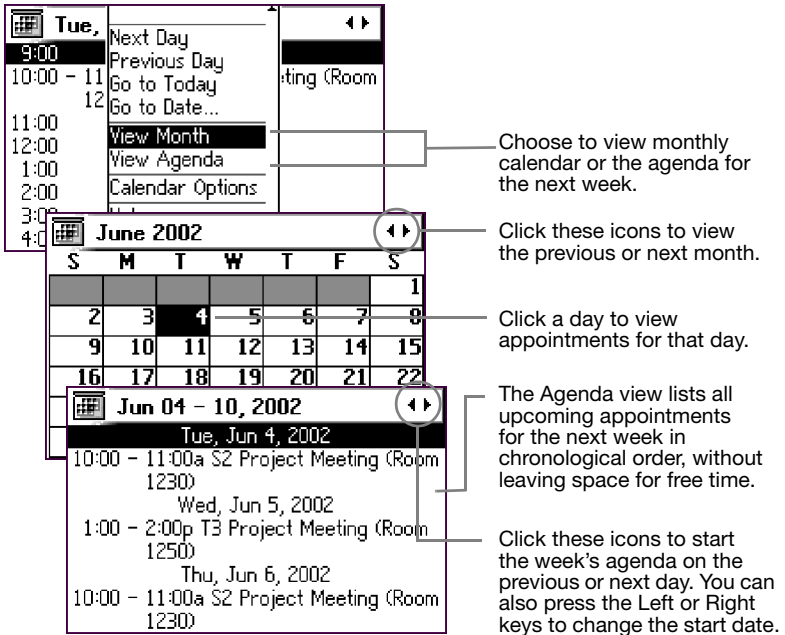 Tue,
9:00
10:00 - 11
12
11:00
12:00
1:00
2:00
3:0
4:0
Next Day
Previous Day
Go to Today
Go to Date...
View Month
View Agenda
Calendar Options
ting (Room
June 2002
S M T W T F S
1
2 3 4 5 6 7 8
9 10 11 12 13 14 15
16 17 18 19 20 21 22
Jun 04 - 10, 2002
Tue, Jun 4, 2002
10:00 - 11:00a S2 Project Meeting (Room
1230)
Wed, Jun 5, 2002
1:00 - 2:00p T3 Project Meeting (Room
1250)
Thu, Jun 6, 2002
10:00 - 11:00a S2 Project Meeting (Room
1230)
Choose to view monthly
calendar or the agenda for
the next week.
Click these icons to view
the previous or next month.
Click a day to view
appointments for that day.
The Agenda view lists all
upcoming appointments
for the next week in
chronological order, without
leaving space for free time.
Click these icons to start
the week’s agenda on the
previous or next day. You can
also press the Left or Right
keys to change the start date.